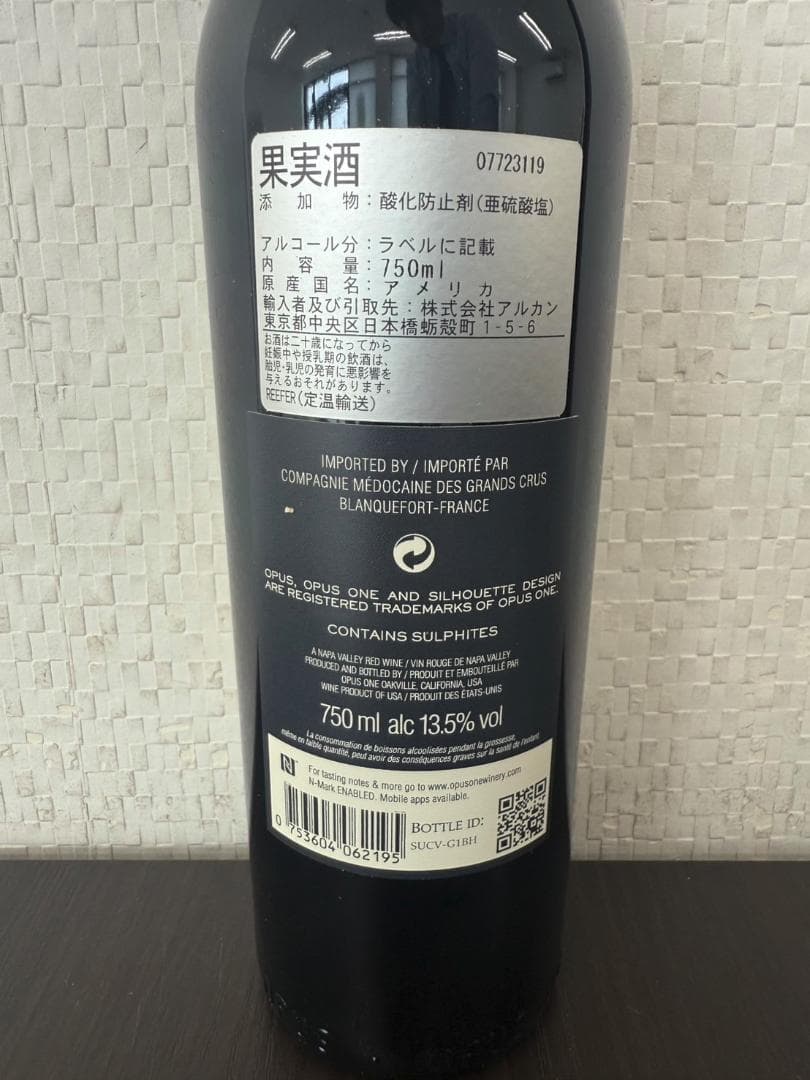 果実酒 07723119
添加物：酸化防止剤（亜硫酸塩）
アルコール分：ラベルに記載
内容量：750ml
原産国名：アメリカ
輸入者及び引取先：株式会社アルカン
東京都中央区日本橋蛎殻町1-5-6
お酒は二十歳になってから
妊娠中や授乳期の飲酒は、
胎児・乳児の発育に悪影響を
与えるおそれがあります。
REEFER（定温輸送）
IMPORTED BY / IMPORTÉ PAR
COMPAGNIE MÉDOCAINE DES GRANDS CRUS
BLANQUEFORT-FRANCE
OPUS, OPUS ONE AND SILHOUETTE DESIGN
ARE REGISTERED TRADEMARKS OF OPUS ONE.
CONTAINS SULPHITES
A NAPA VALLEY RED WINE / VIN ROUGE DE NAPA VALLEY
PRODUCED AND BOTTLED BY / PRODUIT ET EMBOUTEILLÉ PAR
OPUS ONE OAKVILLE, CALIFORNIA, USA
WINE PRODUCT OF USA / PRODUIT DES ÉTATS-UNIS
750 ml alc 13.5% vol
La consommation de boissons alcoolisées pendant la grossesse,
même en faible quantité, peut avoir des conséquences graves sur la santé de l'enfant.
N For tasting notes & more go to www.opusonewinery.com
N-Mark ENABLED. Mobile apps available.
BOTTLE ID:
SUCV-G1BH
0 753604 062195